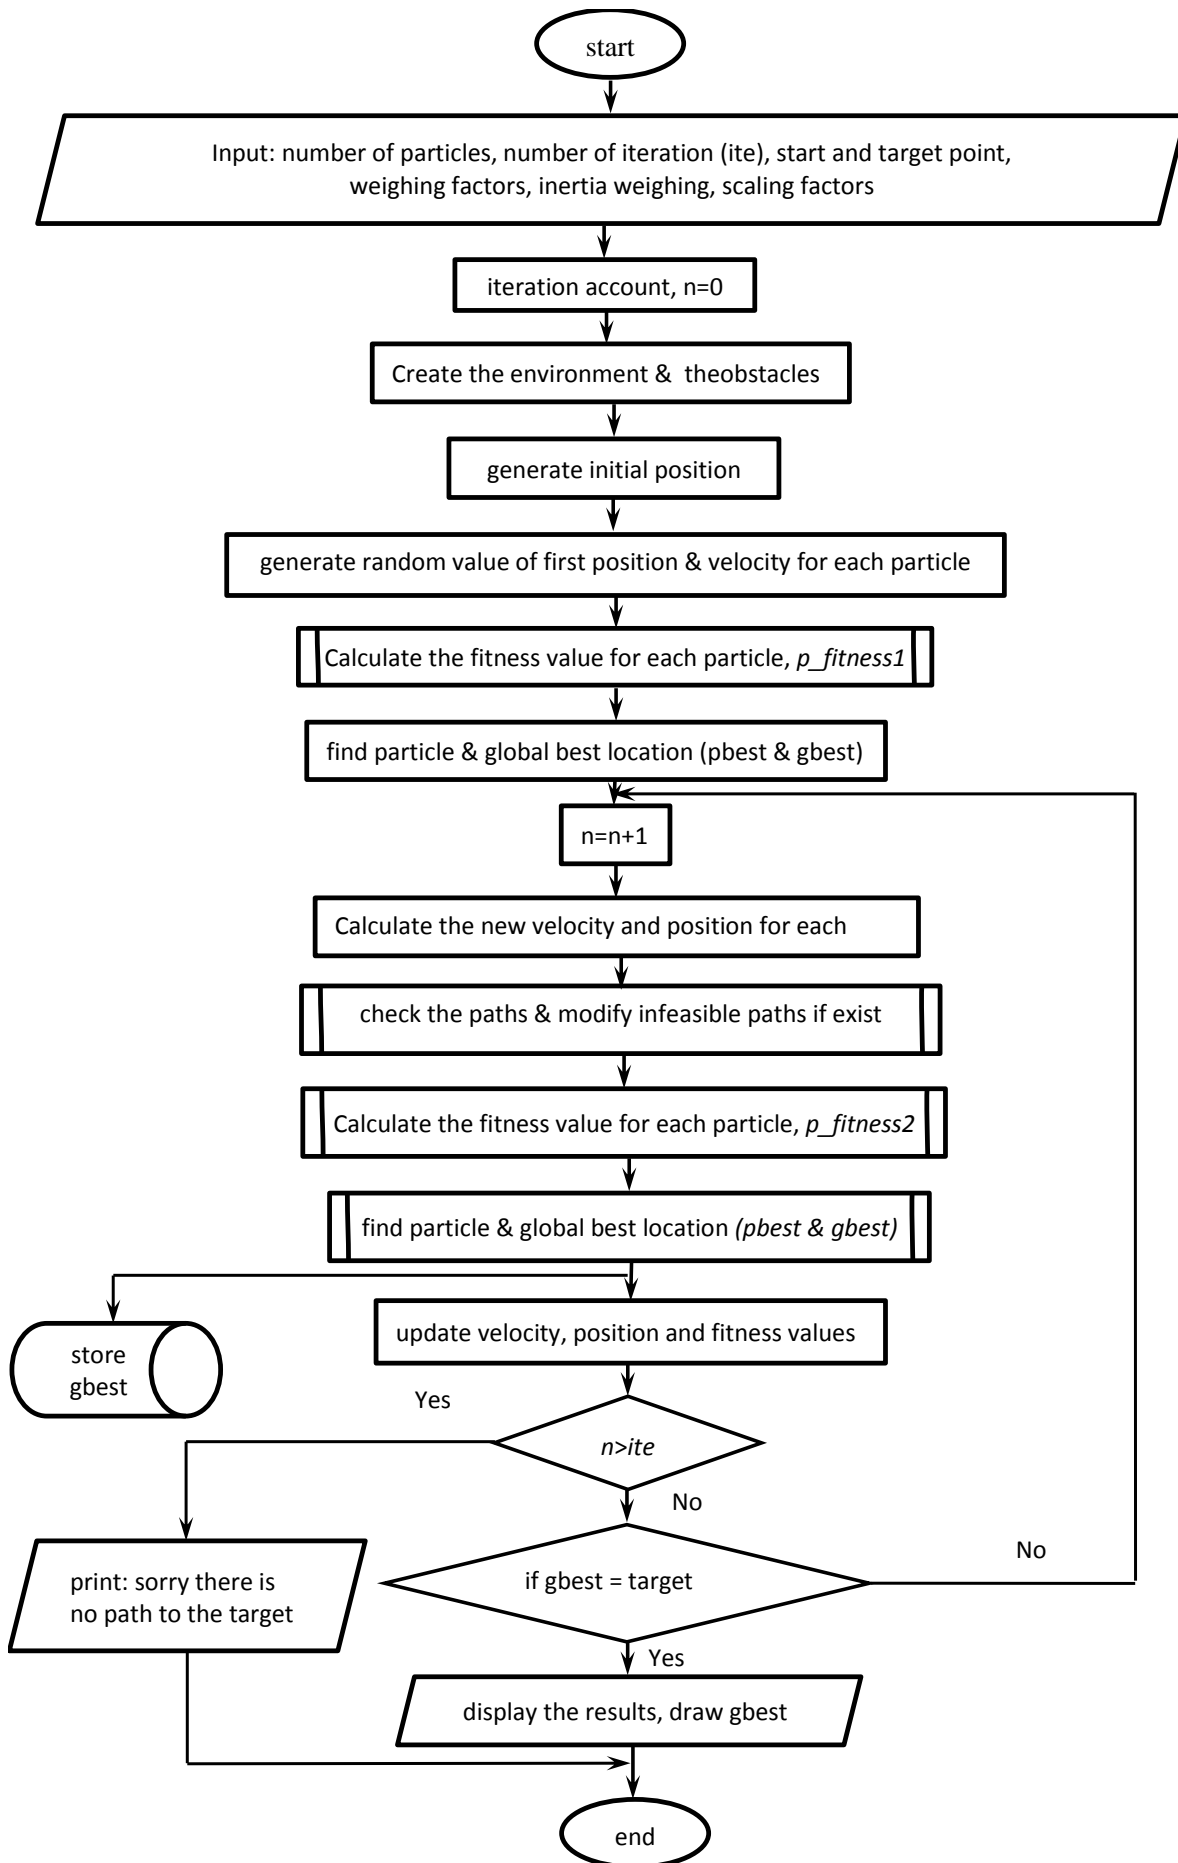 start
Input: number of particles, number of iteration (ite), start and target point,
weighing factors, inertia weighing, scaling factors
iteration account, n=0
Create the environment & theobstacles
generate initial position
generate random value of first position & velocity for each particle
Calculate the fitness value for each particle, p_fitness1
find particle & global best location (pbest & gbest)
n=n+1
Calculate the new velocity and position for each
check the paths & modify infeasible paths if exist
Calculate the fitness value for each particle, p_fitness2
find particle & global best location (pbest & gbest)
update velocity, position and fitness values
store
gbest
Yes
n>ite
No
if gbest = target
No
print: sorry there is
no path to the target
Yes
display the results, draw gbest
end